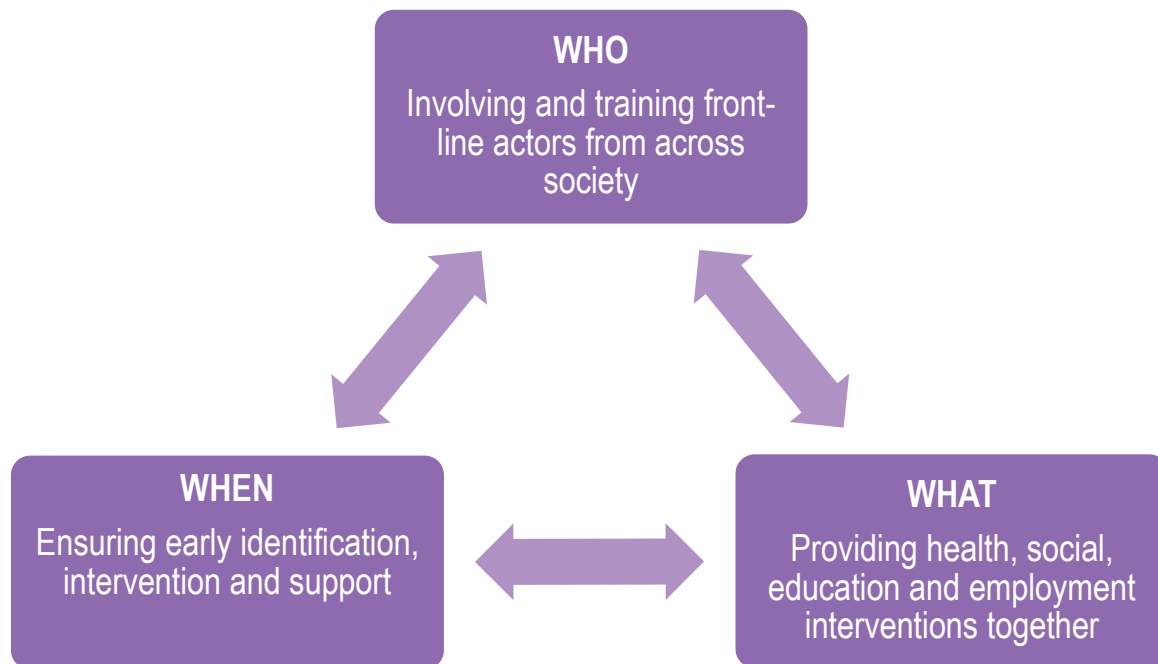 WHO
Involving and training front-
line actors from across
society
WHEN
Ensuring early identification,
intervention and support
WHAT
Providing health, social,
education and employment
interventions together